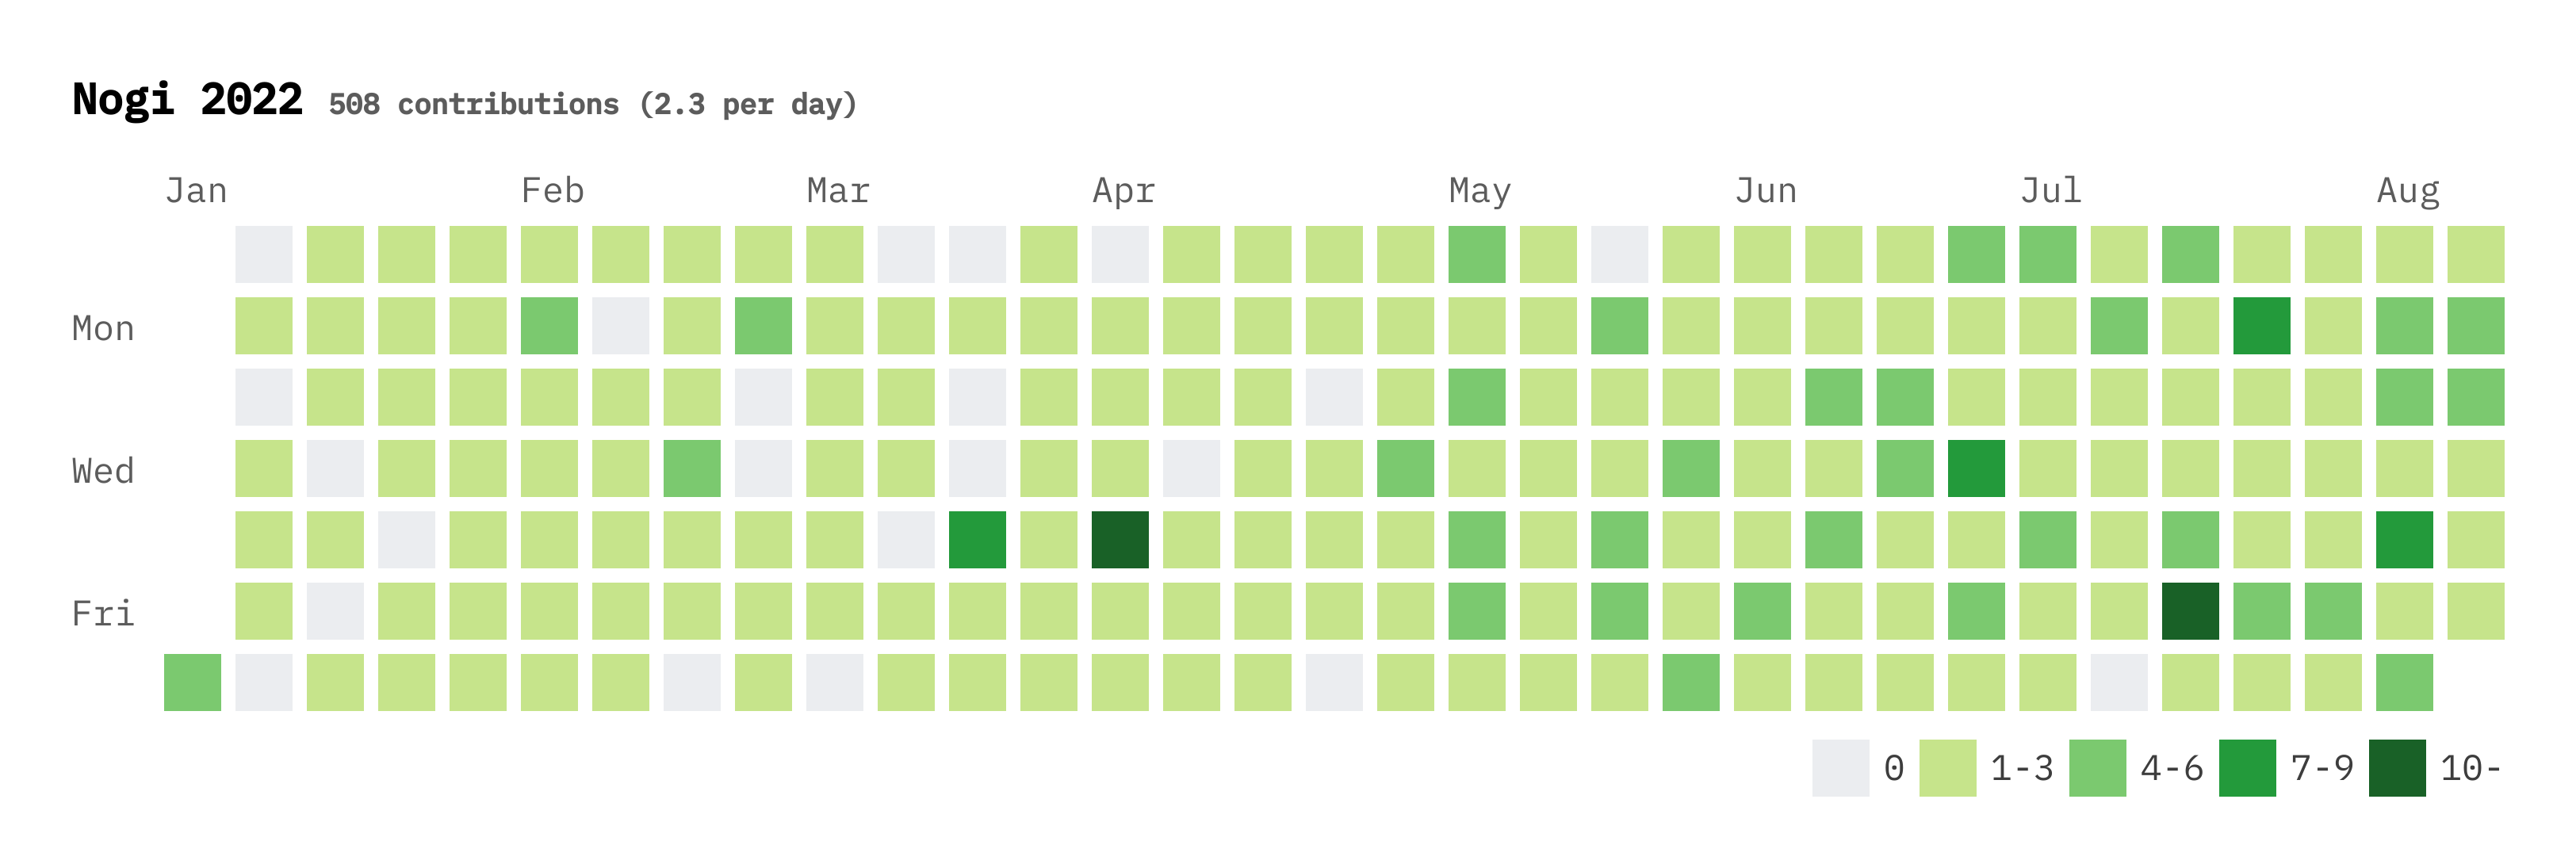 Nogi 2022 508 contributions (2.3 per day)
Jan Feb Mar Apr May Jun Jul Aug
Mon
Wed
Fri
0 1-3 4-6 7-9 10-